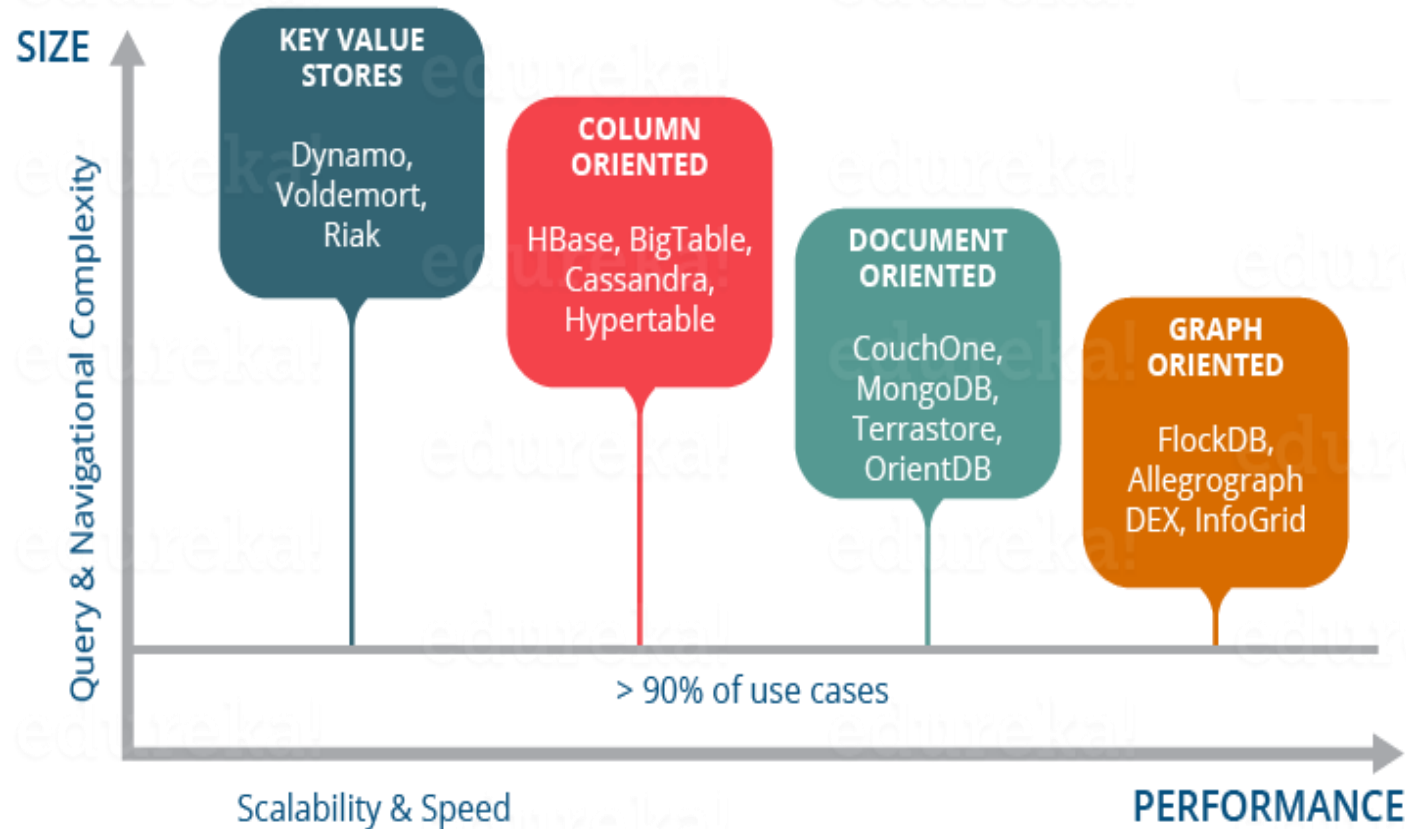 SIZE
Query & Navigational Complexity
KEY VALUE
STORES
Dynamo,
Voldemort,
Riak
COLUMN
ORIENTED
HBase, BigTable,
Cassandra,
Hypertable
DOCUMENT
ORIENTED
CouchOne,
MongoDB,
Terrastore,
OrientDB
GRAPH
ORIENTED
FlockDB,
Allegrograph
DEX, InfoGrid
> 90% of use cases
Scalability & Speed
PERFORMANCE
edureka!